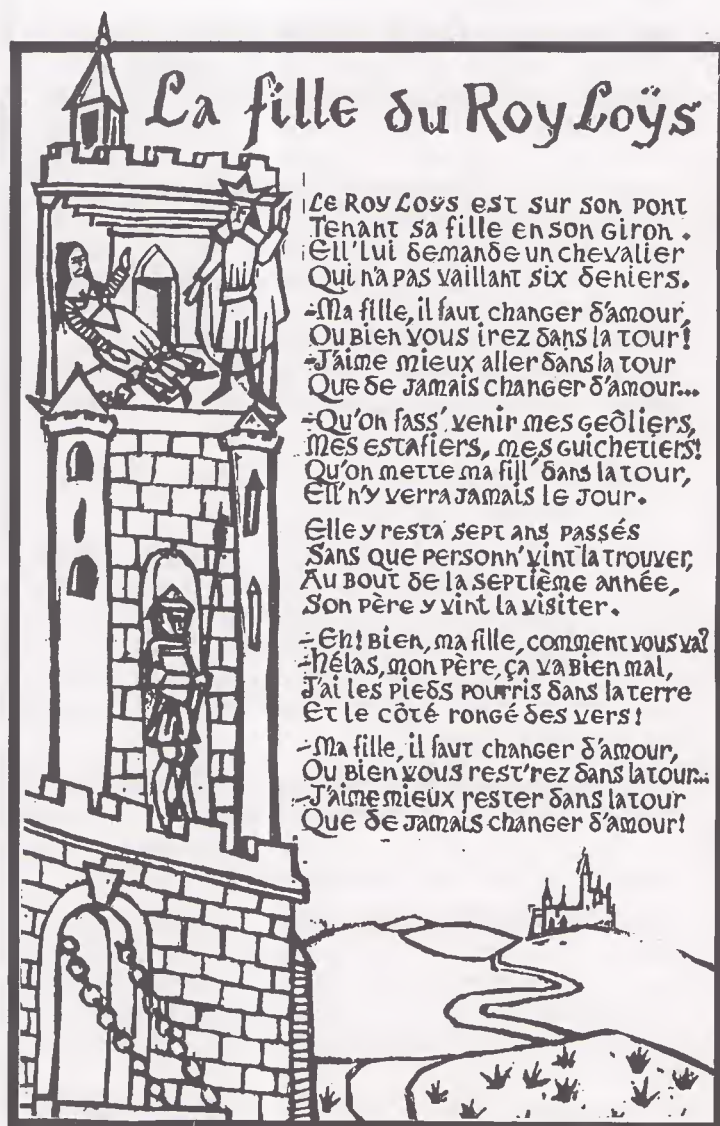 La fille du Roy Loÿs
Le Roy Loÿs est sur son pont
Tenant sa fille en son giron.
Ell' lui demande un chevalier
Qui n'a pas vaillant six deniers.
-Ma fille, il faut changer d'amour,
Ou bien vous irez dans la tour!
-J'aime mieux aller dans la tour
Que de jamais changer d'amour...
-Qu'on fass' venir mes geôliers,
Mes estafiers, mes guichetiers!
Qu'on mette ma fill' dans la tour,
Ell' n'y verra jamais le jour.
Elle y resta sept ans passés
Sans que personn' vint la trouver,
Au bout de la septième année,
Son père y vint la visiter.
-Eh! Bien, ma fille, comment vous va?
-Hélas, mon père, ça va bien mal,
J'ai les pieds pourris dans la terre
Et le côté rongé des vers!
-Ma fille, il faut changer d'amour,
Ou bien vous rest'rez dans la tour...
-J'aime mieux rester dans la tour
Que de jamais changer d'amour!